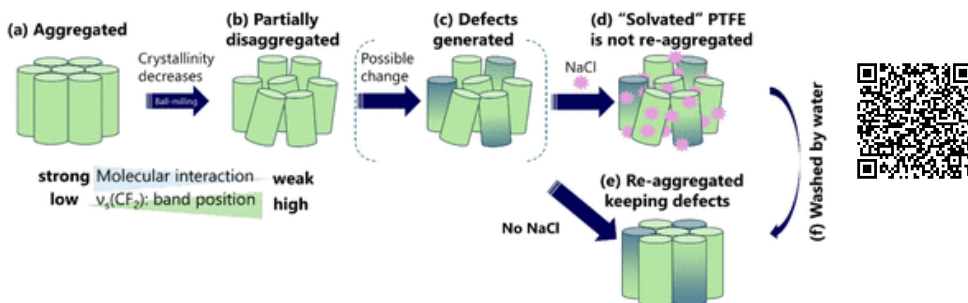 (a) Aggregated
Crystallinity
decreases
Ball-milling
(b) Partially
disaggregated
Possible
change
(c) Defects
generated
NaCl
(d) “Solvated” PTFE
is not re-aggregated
(f) Washed by water
strong Molecular interaction weak
low νs(CF2): band position high
No NaCl
(e) Re-aggregated
keeping defects